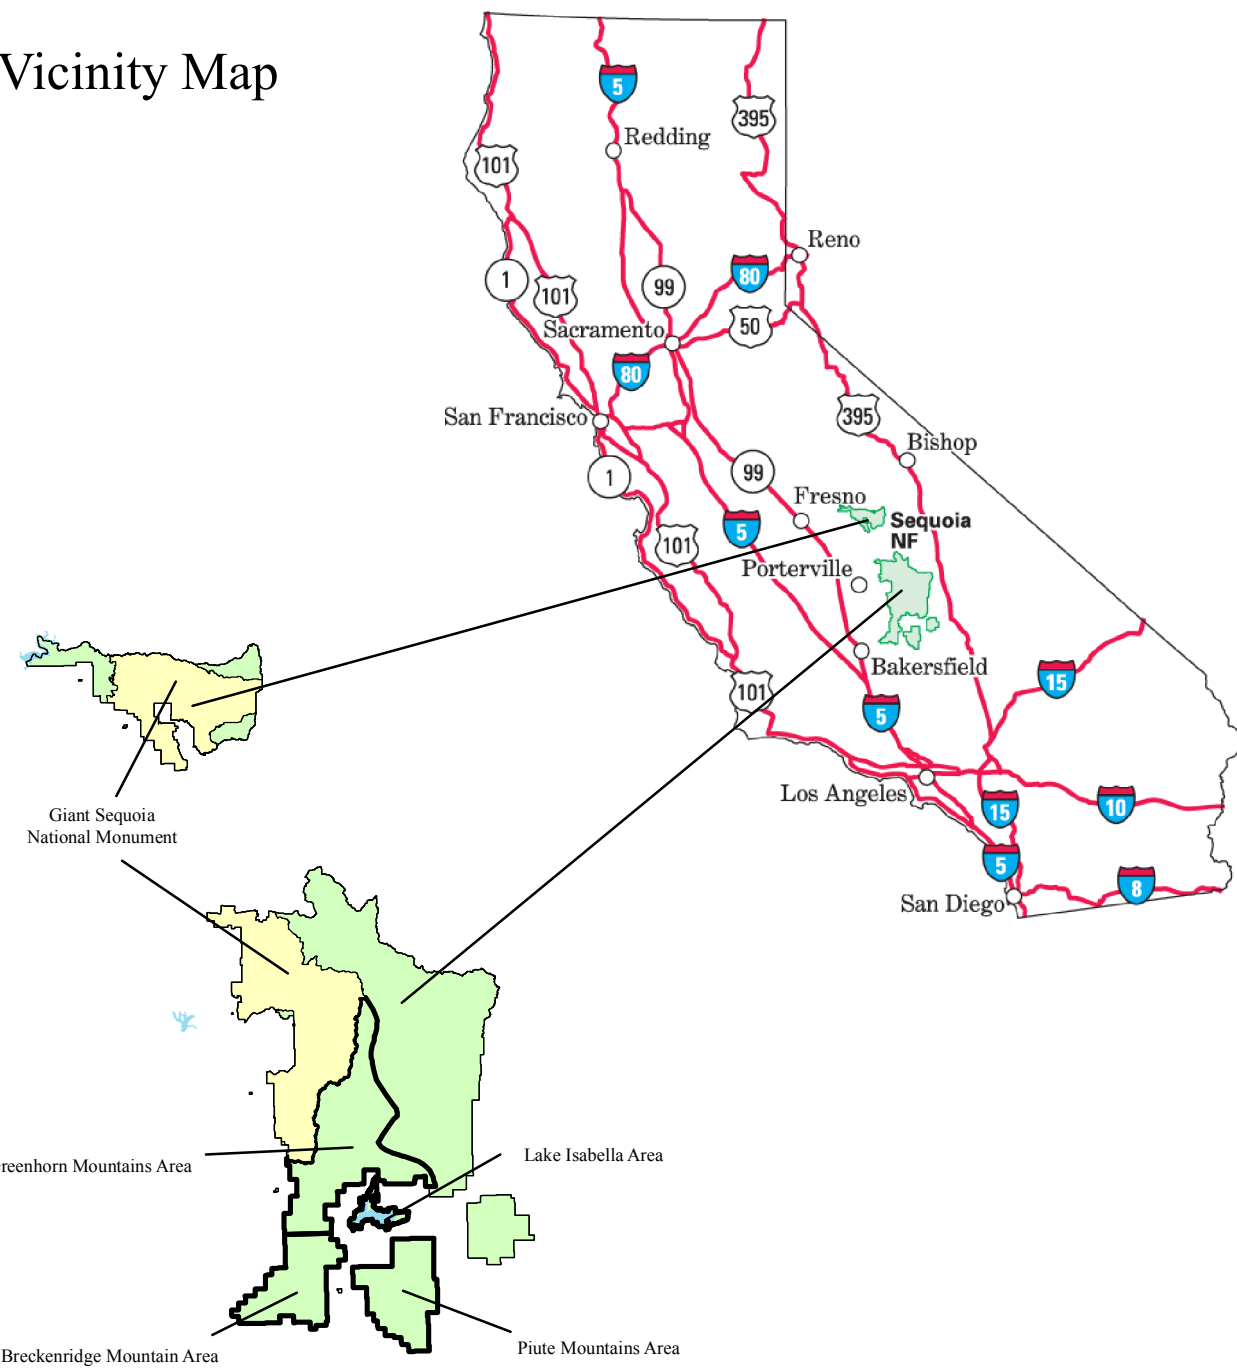 Vicinity Map
5
395
Redding
101
Reno
1
101
99
80
Sacramento
50
80
San Francisco
395
Bishop
1
99
Fresno
Sequoia
NF
5
101
Porterville
Bakersfield
101
15
5
Los Angeles
15
10
5
8
San Diego
Giant Sequoia
National Monument
reenhorn Mountains Area
Lake Isabella Area
Breckenridge Mountain Area
Piute Mountains Area